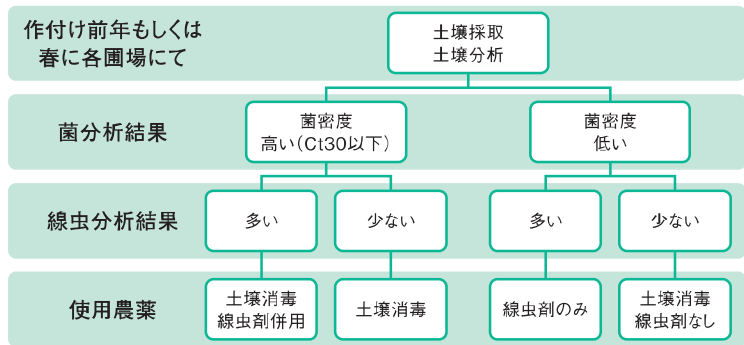 作付け前年もしくは
春に各圃場にて
土壌採取
土壌分析
菌分析結果
菌密度
高い（Ct30以下）
菌密度
低い
線虫分析結果
多い
少ない
多い
少ない
使用農薬
土壌消毒
線虫剤併用
土壌消毒
線虫剤のみ
土壌消毒
線虫剤なし